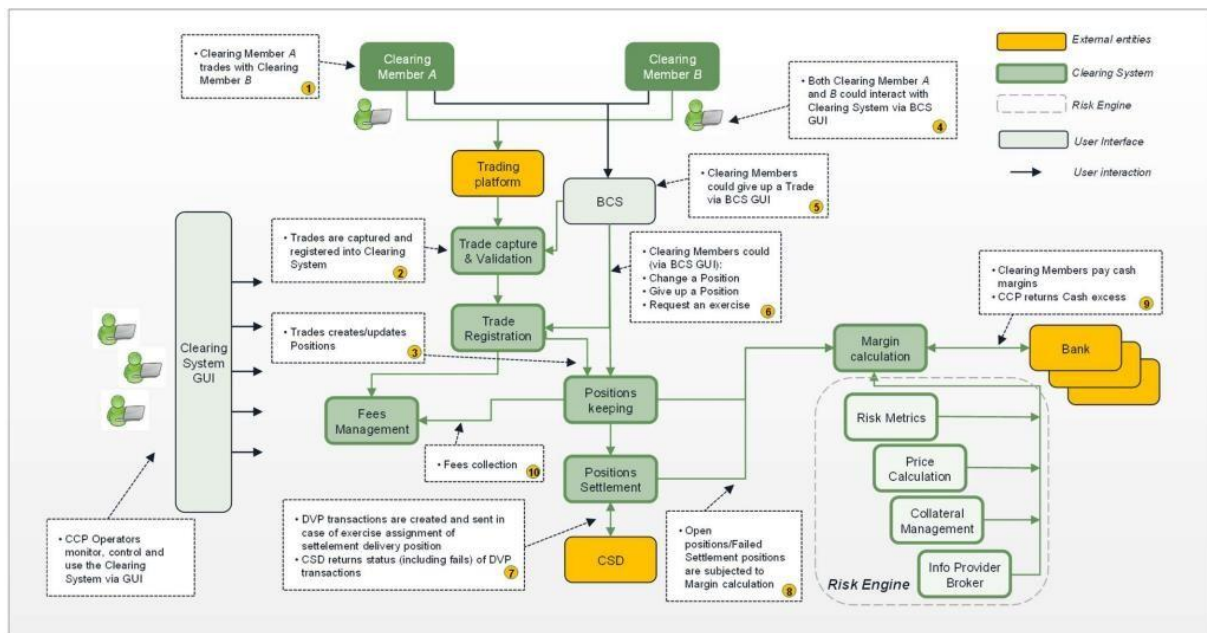 • Clearing Member A
trades with Clearing
Member B
1
Clearing
Member A
Clearing
Member B
• Both Clearing Member A
and B could interact with
Clearing System via BCS
GUI
4
External entities
Clearing System
Risk Engine
User Interface
User interaction
Trading
platform
BCS
• Clearing Members
could give up a Trade
via BCS GUI
5
• Trades are captured and
registered into Clearing
System
2
Trade capture
& Validation
• Clearing Members could
(via BCS GUI):
• Change a Position
• Give up a Position
• Request an exercise
6
• Clearing Members pay cash
margins
• CCP returns Cash excess
9
Clearing
System
GUI
• Trades creates/updates
Positions
3
Trade
Registration
Margin
calculation
Bank
Fees
Management
Positions
keeping
Risk Metrics
Price
Calculation
Collateral
Management
Info Provider
Broker
Risk Engine
• Fees collection
10
Positions
Settlement
• CCP Operators
monitor, control and
use the Clearing
System via GUI
• DVP transactions are created and sent in
case of exercise assignment of
settelement delivery position
• CSD returns status (including fails) of DVP
transactions
7
CSD
• Open
positions/Failed
Settlement positions
are subjected to
Margin calculation
8